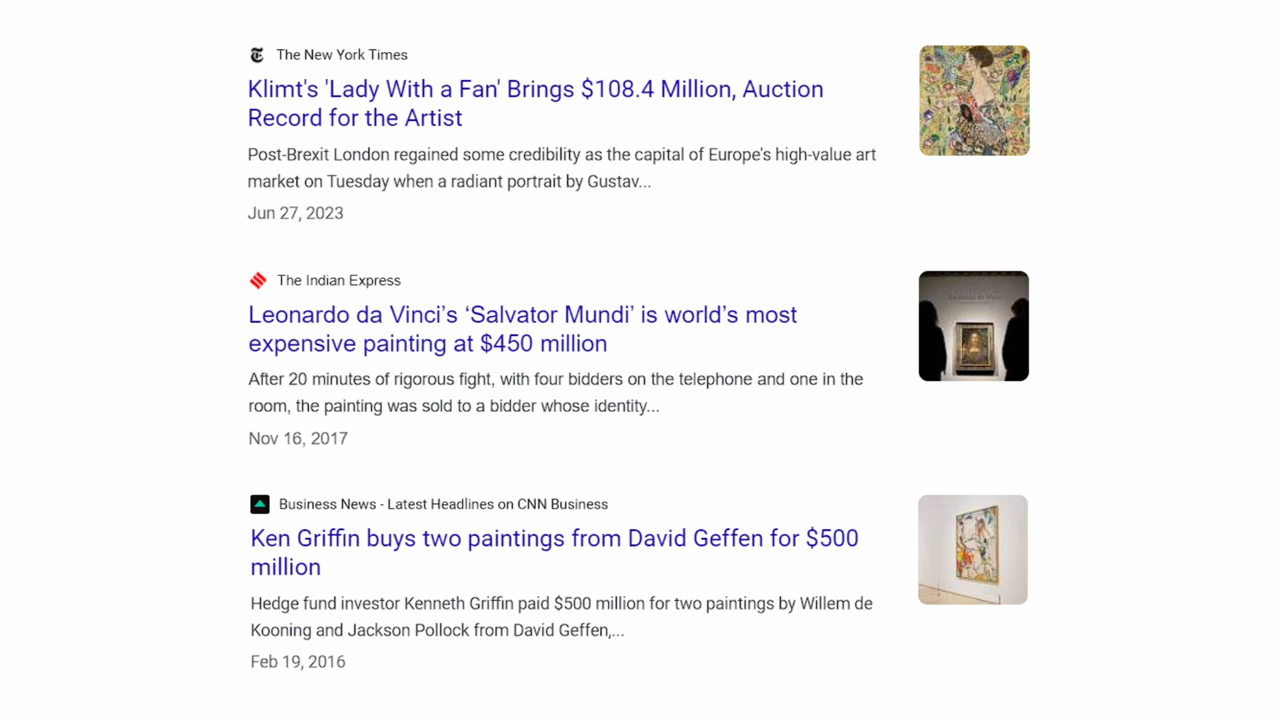 The New York Times
Klimt's 'Lady With a Fan' Brings $108.4 Million, Auction
Record for the Artist
Post-Brexit London regained some credibility as the capital of Europe's high-value art
market on Tuesday when a radiant portrait by Gustav...
Jun 27, 2023
The Indian Express
Leonardo da Vinci’s ‘Salvator Mundi’ is world’s most
expensive painting at $450 million
After 20 minutes of rigorous fight, with four bidders on the telephone and one in the
room, the painting was sold to a bidder whose identity...
Nov 16, 2017
Leonardo da Vinci
Business News - Latest Headlines on CNN Business
Ken Griffin buys two paintings from David Geffen for $500
million
Hedge fund investor Kenneth Griffin paid $500 million for two paintings by Willem de
Kooning and Jackson Pollock from David Geffen,...
Feb 19, 2016